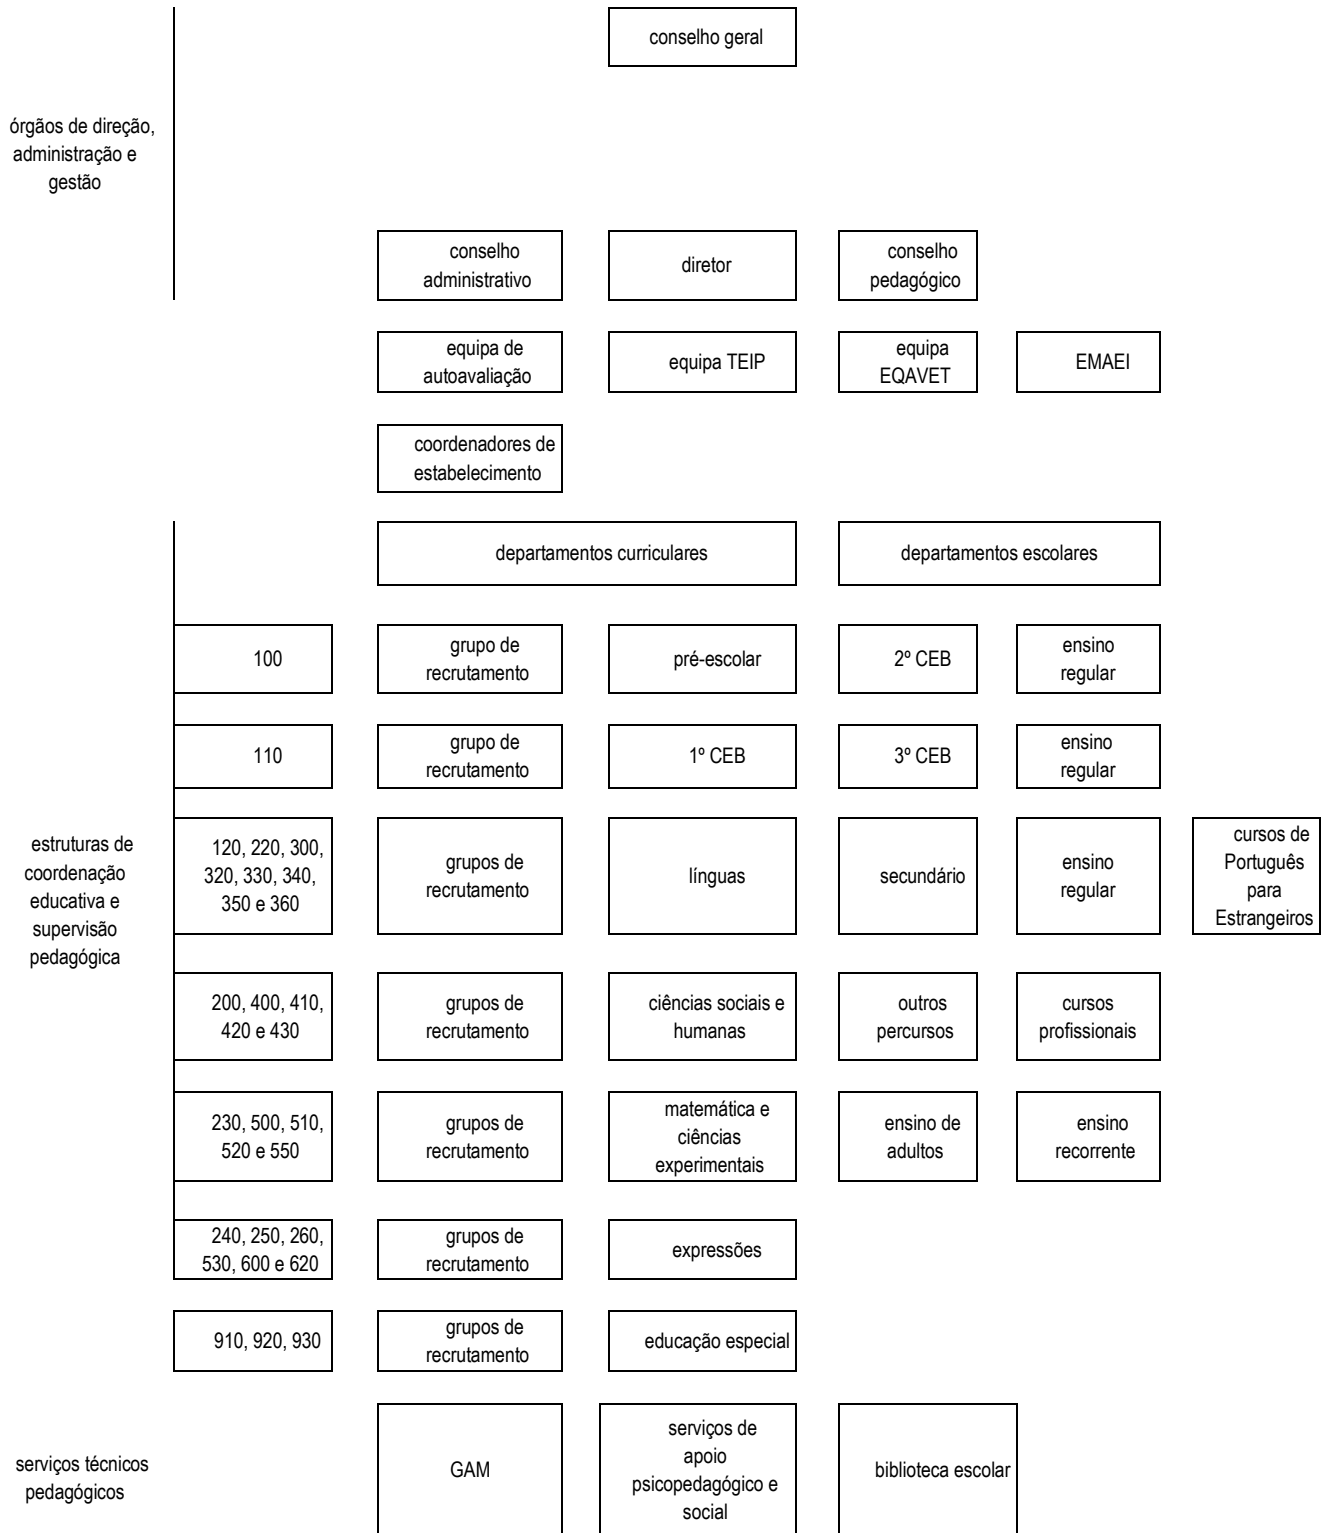 conselho geral
órgãos de direção,
administração e
gestão
conselho
administrativo
diretor
conselho
pedagógico
equipa de
autoavaliação
equipa TEIP
equipa
EQAVET
EMAEI
coordenadores de
estabelecimento
departamentos curriculares
departamentos escolares
100
grupo de
recrutamento
pré-escolar
2º CEB
ensino
regular
110
grupo de
recrutamento
1º CEB
3º CEB
ensino
regular
estruturas de
coordenação
educativa e
supervisão
pedagógica
120, 220, 300,
320, 330, 340,
350 e 360
grupos de
recrutamento
línguas
secundário
ensino
regular
cursos de
Português
para
Estrangeiros
200, 400, 410,
420 e 430
grupos de
recrutamento
ciências sociais e
humanas
outros
percursos
cursos
profissionais
230, 500, 510,
520 e 550
grupos de
recrutamento
matemática e
ciências
experimentais
ensino de
adultos
ensino
recorrente
240, 250, 260,
530, 600 e 620
grupos de
recrutamento
expressões
910, 920, 930
grupos de
recrutamento
educação especial
serviços técnicos
pedagógicos
GAM
serviços de
apoio
psicopedagógico e
social
biblioteca escolar